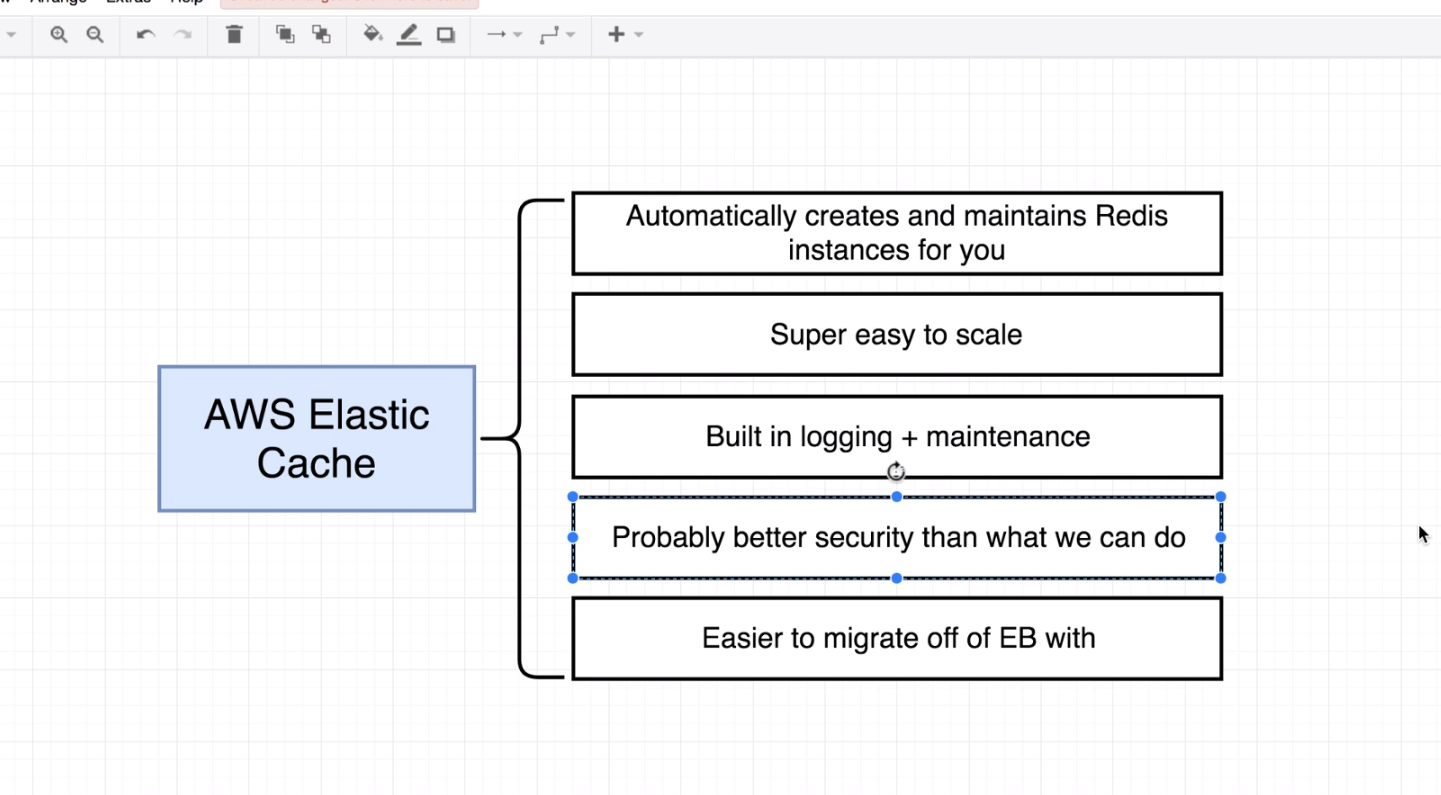 Arrange Extras Help
AWS Elastic
Cache
Automatically creates and maintains Redis
instances for you
Super easy to scale
Built in logging + maintenance
Probably better security than what we can do
Easier to migrate off of EB with